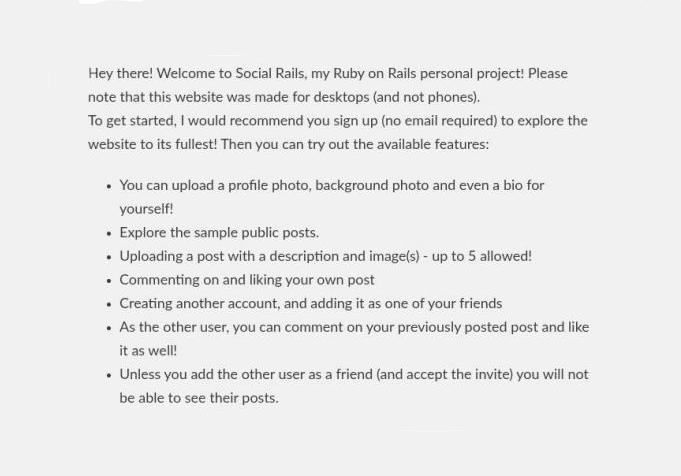 Hey there! Welcome to Social Rails, my Ruby on Rails personal project! Please
note that this website was made for desktops (and not phones).
To get started, I would recommend you sign up (no email required) to explore the
website to its fullest! Then you can try out the available features:
• You can upload a profile photo, background photo and even a bio for
yourself!
• Explore the sample public posts.
• Uploading a post with a description and image(s) - up to 5 allowed!
• Commenting on and liking your own post
• Creating another account, and adding it as one of your friends
• As the other user, you can comment on your previously posted post and like
it as well!
• Unless you add the other user as a friend (and accept the invite) you will not
be able to see their posts.